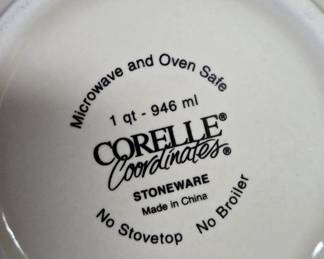 Microwave and Oven Safe
1 qt - 946 ml
CORELLE®
Coordinates®
STONEWARE
Made in China
No Stovetop No Broiler